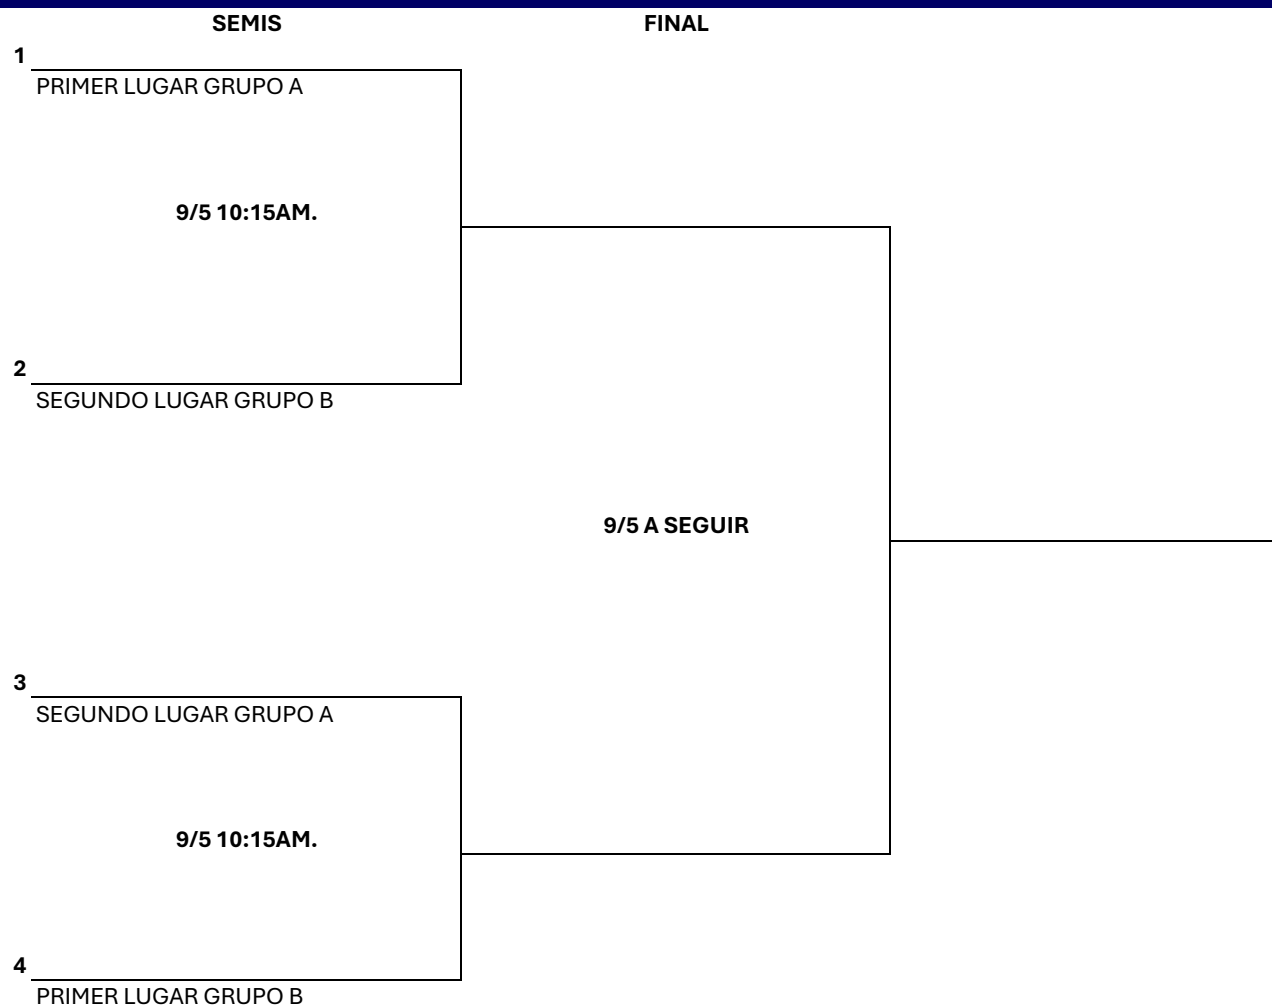 SEMIS FINAL
1
PRIMER LUGAR GRUPO A
9/5 10:15AM.
2
SEGUNDO LUGAR GRUPO B
9/5 A SEGUIR
3
SEGUNDO LUGAR GRUPO A
9/5 10:15AM.
4
PRIMER LUGAR GRUPO B